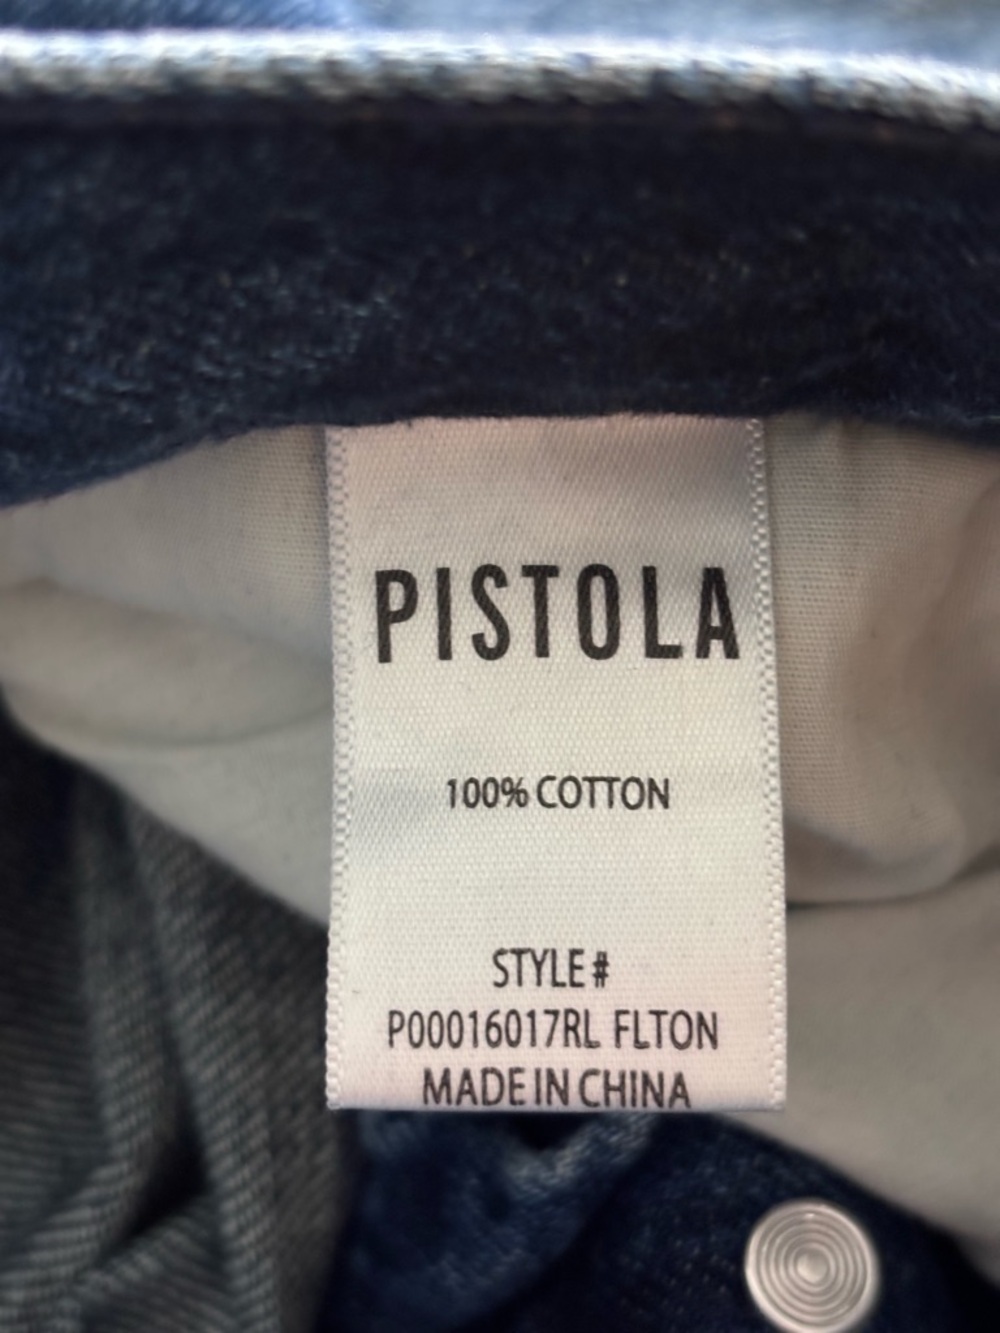 PISTOLA
100% COTTON
STYLE #
P00016017RL FLTON
MADE IN CHINA